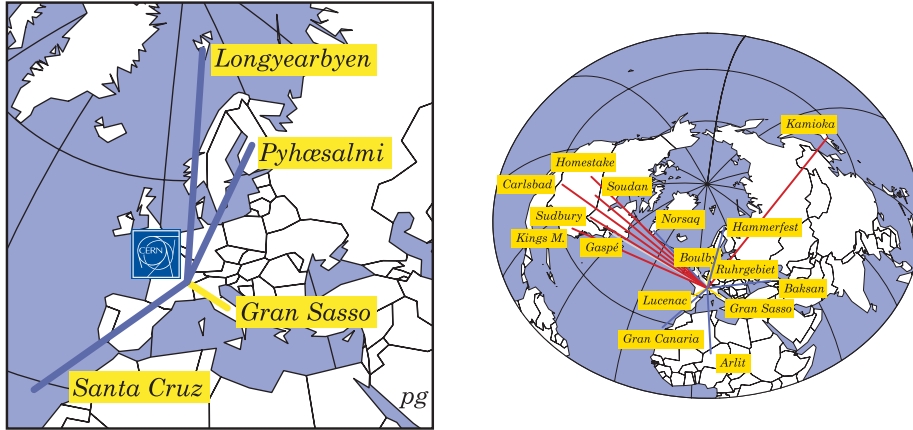 Longyearbyen
Pyhæsalmi
CERN
Gran Sasso
Santa Cruz
pg
Kamioka
Homestake
Carlsbad
Soudan
Sudbury
Norsaq
Kings M.
Gaspé
Hammerfest
Boulby
Ruhrgebiet
Baksan
Lucenac
Gran Sasso
Gran Canaria
Arlit